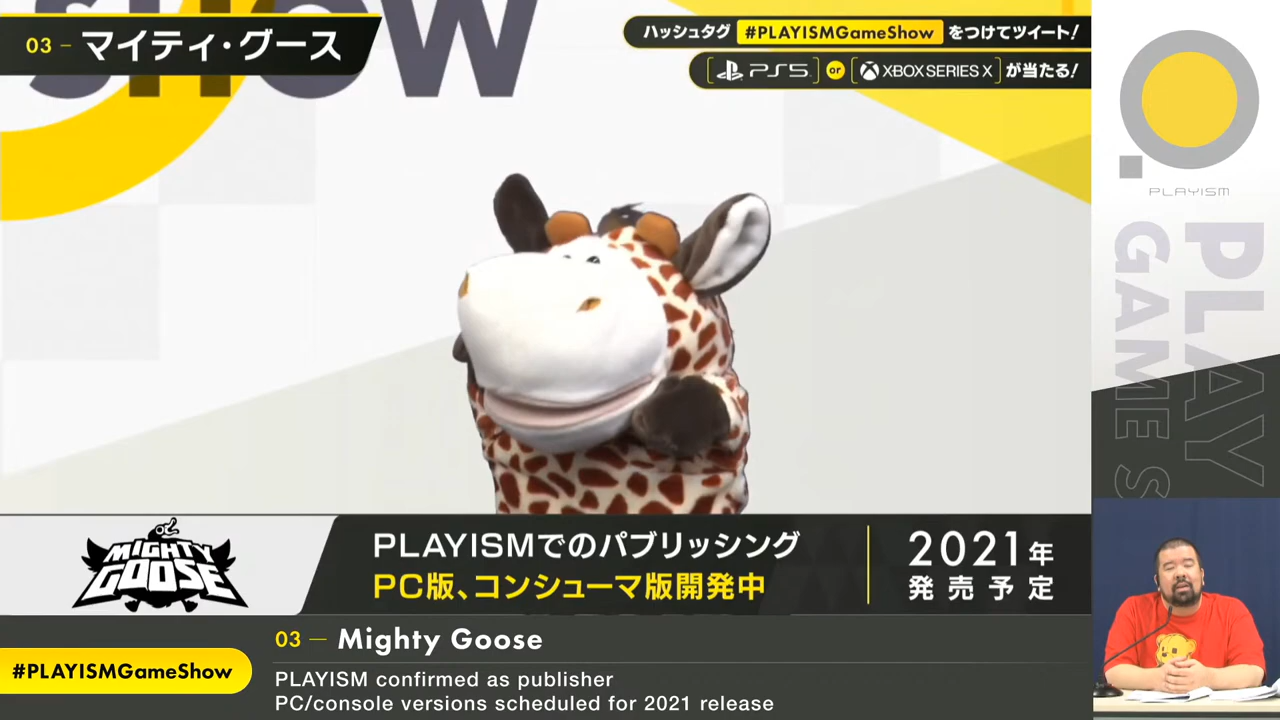 SHOW
03 – マイティ・グース
ハッシュタグ #PLAYISMGameShow をつけてツイート!
PS5 or XBOX SERIES X が当たる!
PLAYISM
PLAY
GAME S
MIGHTY
GOOSE
PLAYISMでのパブリッシング
PC版、コンシューマ版開発中
2021年
発売予定
03 — Mighty Goose
#PLAYISMGameShow
PLAYISM confirmed as publisher
PC/console versions scheduled for 2021 release